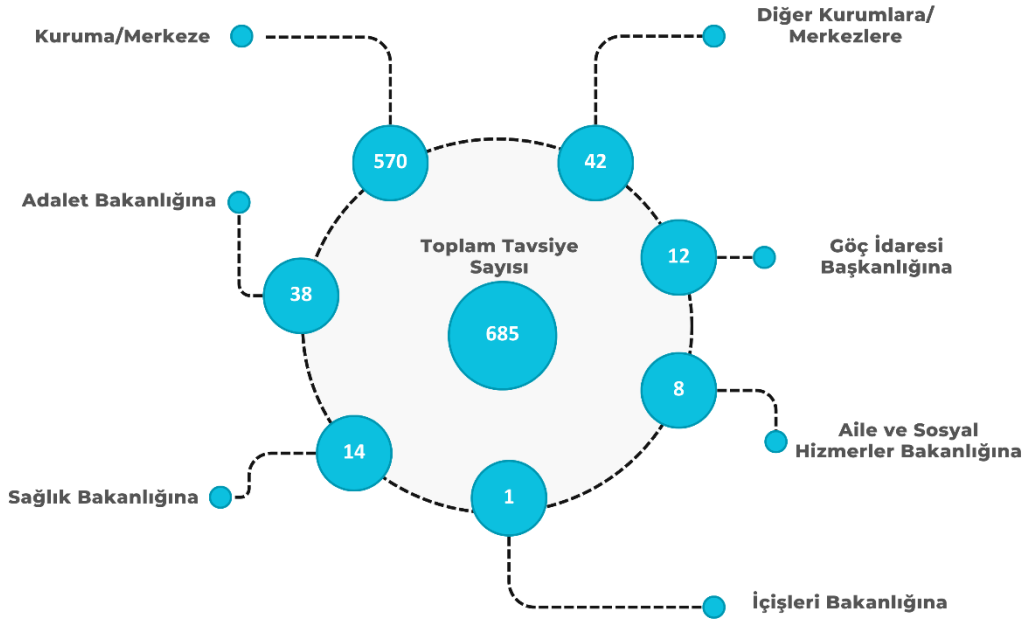 Kuruma/Merkeze
Diğer Kurumlara/
Merkezlere
570
42
Adalet Bakanlığına
38
Toplam Tavsiye
Sayısı
685
12
Göç İdaresi
Başkanlığına
8
Aile ve Sosyal
Hizmerler Bakanlığına
14
Sağlık Bakanlığına
1
İçişleri Bakanlığına